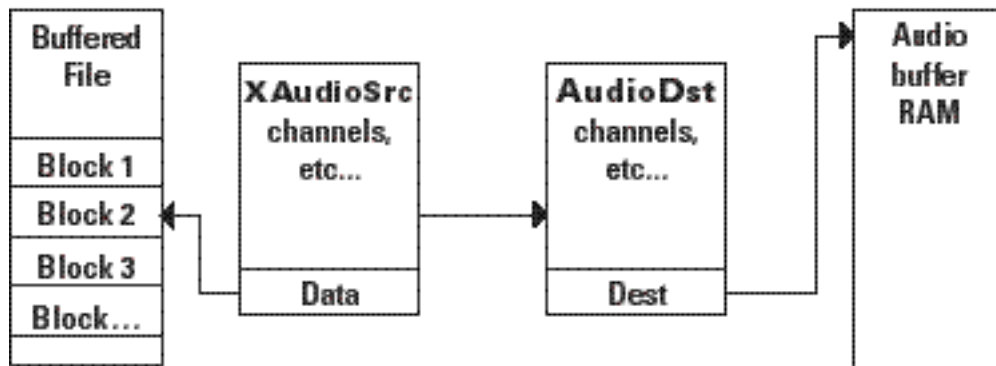 Buffered
File
Block 1
Block 2
Block 3
Block...
XAudioSrc
channels,
etc...
Data
AudioDst
channels,
etc...
Dest
Audio
buffer
RAM